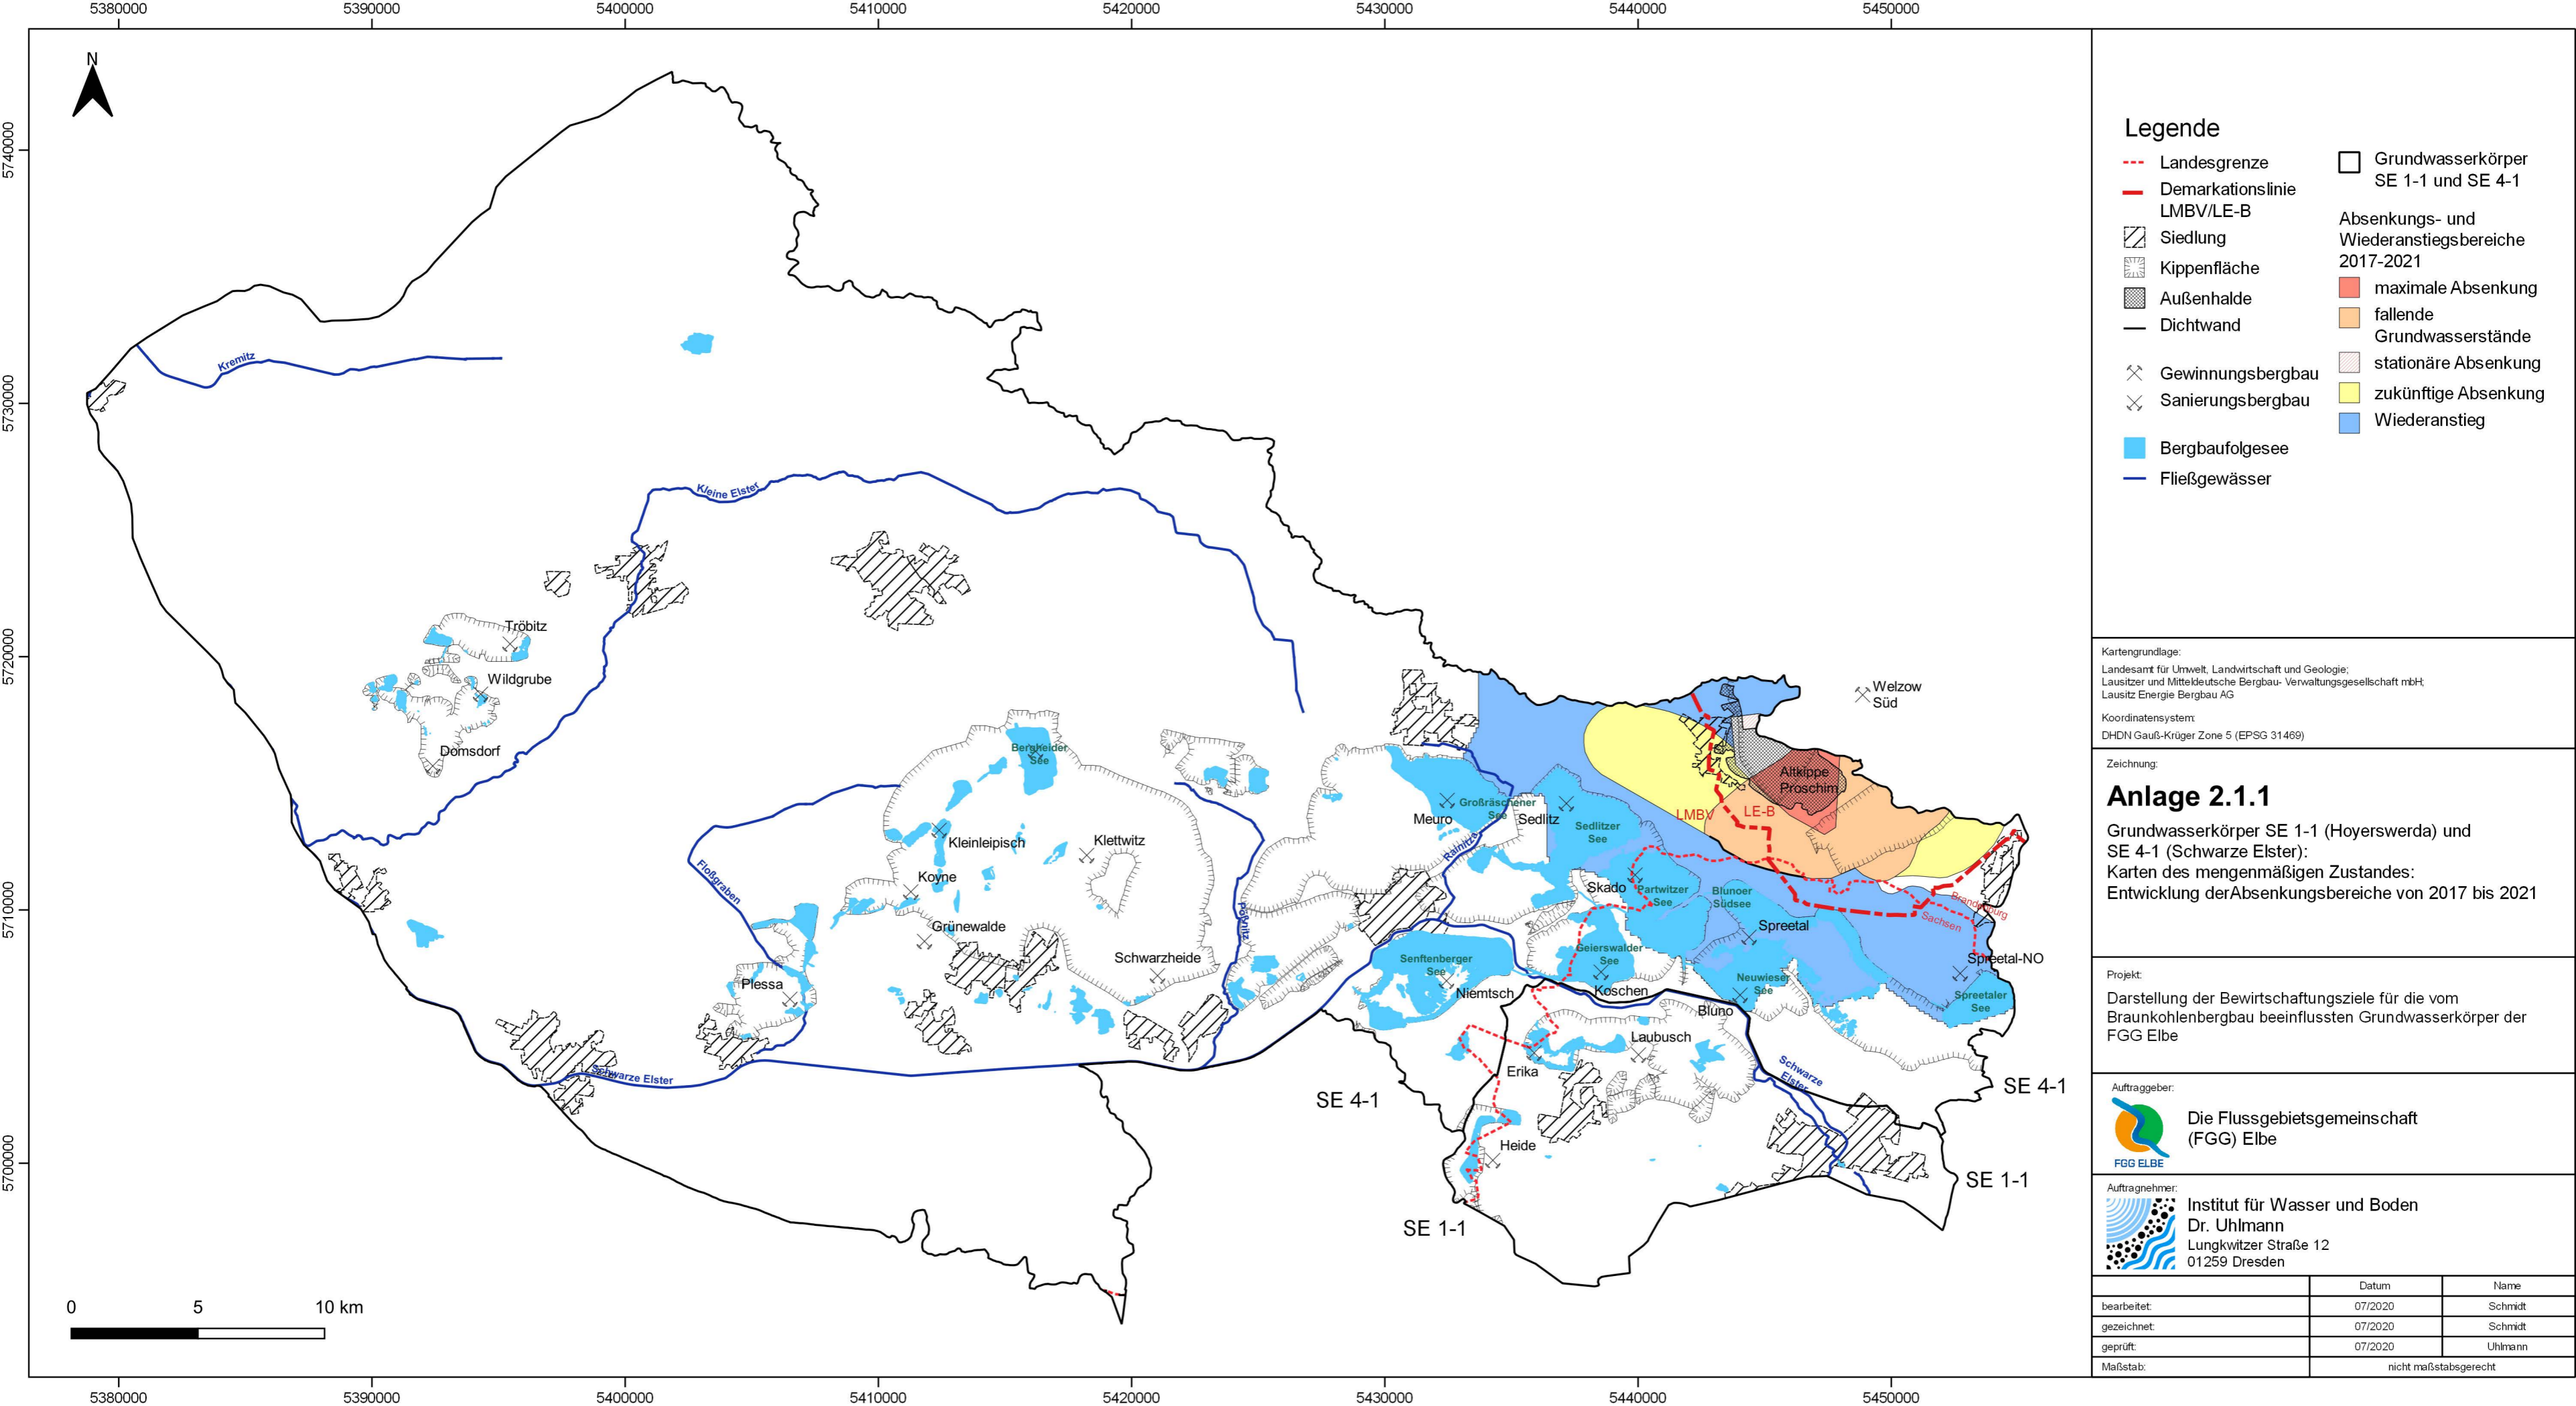 5380000
5390000
5400000
5410000
5420000
5430000
5440000
5450000
5740000
5730000
5720000
5710000
5700000
N
Kremitz
Kleine Elster
Tröbitz
Wildgrube
Domsdorf
Bergheider
See
Kleinleipisch
Klettwitz
Koyne
Grünewalde
Floßgraben
Plessa
Schwarzheide
Pößnitz
Schwarze Elster
Welzow
Süd
Altkippe
Proschim
Großräschener
See
Meuro
Sedlitz
Sedlitzer
See
LMBV
LE-B
Rainitza
Skado
Partwitzer
See
Blunoer
Südsee
Brandenburg
Sachsen
Spreetal
Geierswalder
See
Senftenberger
See
Niemtsch
Koschen
Neuwieser
See
Bluno
Spreetal-NO
Spreetaler
See
Laubusch
Erika
Schwarze
Elster
Heide
SE 4-1
SE 4-1
SE 1-1
SE 1-1
0 5 10 km
5380000
5390000
5400000
5410000
5420000
5430000
5440000
5450000
Legende
Landesgrenze
Demarkationslinie
LMBV/LE-B
Siedlung
Kippenfläche
Außenhalde
Dichtwand
Gewinnungsbergbau
Sanierungsbergbau
Bergbaufolgesee
Fließgewässer
Grundwasserkörper
SE 1-1 und SE 4-1
Absenkungs- und
Wiederanstiegsbereiche
2017-2021
maximale Absenkung
fallende
Grundwasserstände
stationäre Absenkung
zukünftige Absenkung
Wiederanstieg
Kartengrundlage:
Landesamt für Umwelt, Landwirtschaft und Geologie;
Lausitzer und Mitteldeutsche Bergbau- Verwaltungsgesellschaft mbH;
Lausitz Energie Bergbau AG
Koordinatensystem:
DHDN Gauß-Krüger Zone 5 (EPSG 31469)
Zeichnung:
Anlage 2.1.1
Grundwasserkörper SE 1-1 (Hoyerswerda) und
SE 4-1 (Schwarze Elster):
Karten des mengenmäßigen Zustandes:
Entwicklung derAbsenkungsbereiche von 2017 bis 2021
Projekt:
Darstellung der Bewirtschaftungsziele für die vom
Braunkohlenbergbau beeinflussten Grundwasserkörper der
FGG Elbe
Auftraggeber:
FGG ELBE
Die Flussgebietsgemeinschaft
(FGG) Elbe
Auftragnehmer:
Institut für Wasser und Boden
Dr. Uhlmann
Lungkwitzer Straße 12
01259 Dresden
Datum Name
bearbeitet: 07/2020 Schmidt
gezeichnet: 07/2020 Schmidt
geprüft: 07/2020 Uhlmann
Maßstab: nicht maßstabsgerecht